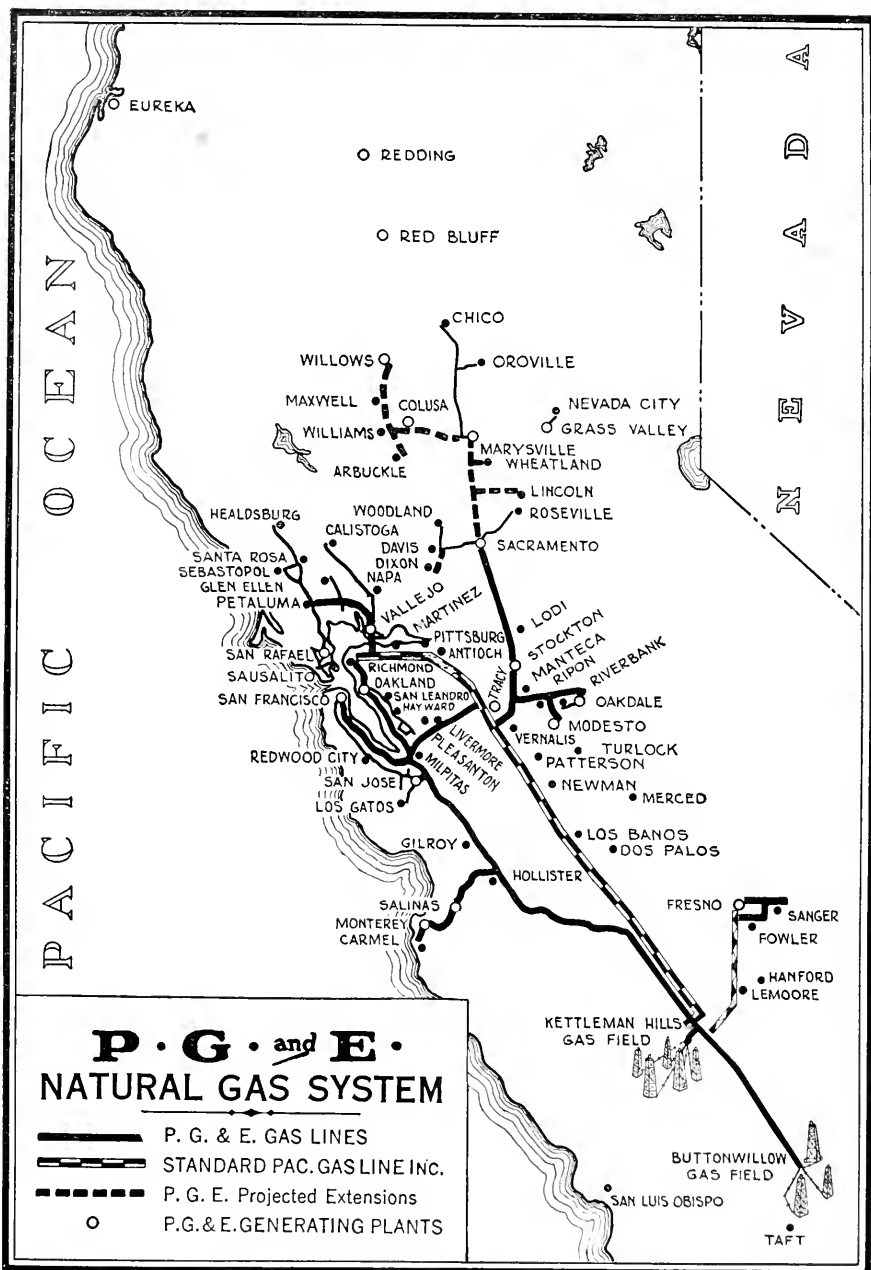 EUREKA
REDDING
RED BLUFF
PACIFIC OCEAN
NEVADA
CHICO
WILLOWS
OROVILLE
MAXWELL
COLUSA
NEVADA CITY
GRASS VALLEY
WILLIAMS
MARYSVILLE
WHEATLAND
ARBUCKLE
LINCOLN
WOODLAND
ROSEVILLE
HEALDSBURG
CALISTOGA
DAVIS
SACRAMENTO
SANTA ROSA
DIXON
SEBASTOPOL
NAPA
GLEN ELLEN
PETALUMA
VALLEJO
MARTINEZ
LODI
PITTSBURG
STOCKTON
ANTIOCH
MANTECA
SAN RAFAEL
RIPON
RIVERBANK
RICHMOND
SAUSALITO
OAKLAND
TRACY
SAN FRANCISCO
SAN LEANDRO
OAKDALE
HAYWARD
MODESTO
LIVERMORE
VERNALIS
PLEASANTON
TURLOCK
REDWOOD CITY
MILPITAS
PATTERSON
SAN JOSE
NEWMAN
LOS GATOS
MERCED
LOS BANOS
GILROY
DOS PALOS
HOLLISTER
SALINAS
FRESNO
SANGER
MONTEREY
FOWLER
CARMEL
HANFORD
LEMOORE
KETTLEMAN HILLS
GAS FIELD
BUTTONWILLOW
GAS FIELD
SAN LUIS OBISPO
TAFT
P. G. and E.
NATURAL GAS SYSTEM
P. G. & E. GAS LINES
STANDARD PAC. GAS LINE INC.
P. G. E. Projected Extensions
P.G.& E. GENERATING PLANTS